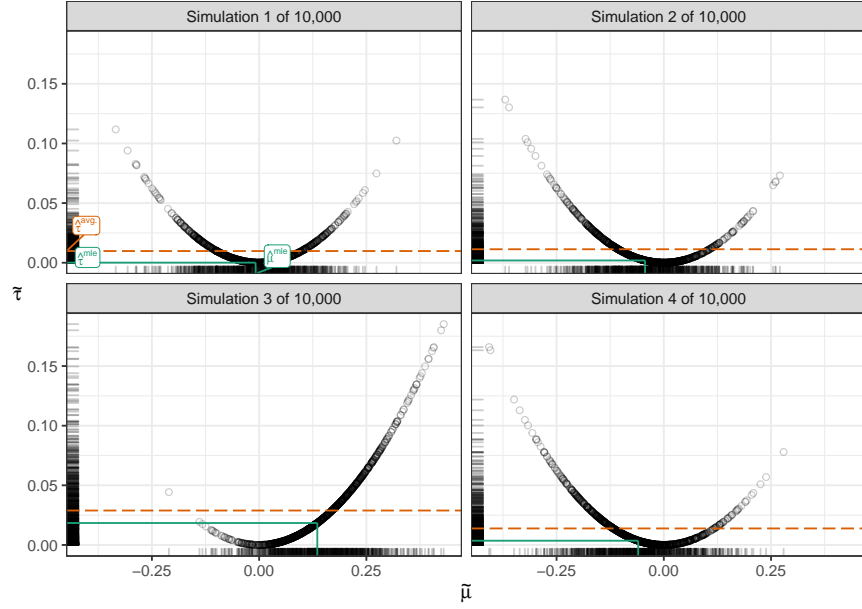 Simulation 1 of 10,000
Simulation 2 of 10,000
0.15
0.10
0.05
0.00
τ̂^avg.
τ̂^mle
μ̂^mle
τ̃
Simulation 3 of 10,000
Simulation 4 of 10,000
0.15
0.10
0.05
0.00
−0.25 0.00 0.25 −0.25 0.00 0.25
μ̃